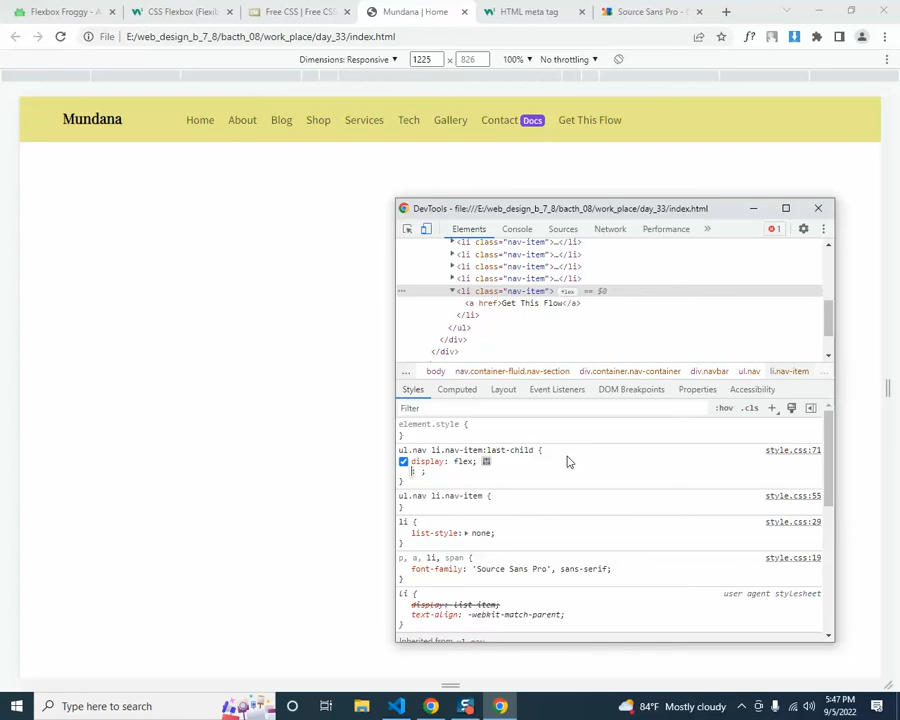 Flexbox Froggy - A
CSS Flexbox (Flexib
Free CSS | Free CSS
Mundana | Home
HTML meta tag
Source Sans Pro -
File E:/web_design_b_7_8/bacth_08/work_place/day_33/index.html
Dimensions: Responsive 1225 x 826 100% No throttling
Mundana Home About Blog Shop Services Tech Gallery Contact Docs Get This Flow
DevTools - file:///E:/web_design_b_7_8/bacth_08/work_place/day_33/index.html
Elements Console Sources Network Performance » 1
<li class="nav-item">…</li>
<li class="nav-item">…</li>
<li class="nav-item">…</li>
<li class="nav-item">…</li>
<li class="nav-item"> flex == $0
<a href>Get This Flow</a>
</li>
</ul>
</div>
</div>
... body nav.container-fluid.nav-section div.container.nav-container div.navbar ul.nav li.nav-item ...
Styles Computed Layout Event Listeners DOM Breakpoints Properties Accessibility
Filter :hov .cls +
element.style {
}
ul.nav li.nav-item:last-child { style.css:71
display: flex;
: ;
}
ul.nav li.nav-item { style.css:55
}
li { style.css:29
list-style: none;
}
p, a, li, span { style.css:19
font-family: 'Source Sans Pro', sans-serif;
}
li { user agent stylesheet
display: list-item;
text-align: -webkit-match-parent;
}
Inherited from ul.nav
Type here to search
84°F Mostly cloudy
5:47 PM
9/5/2022